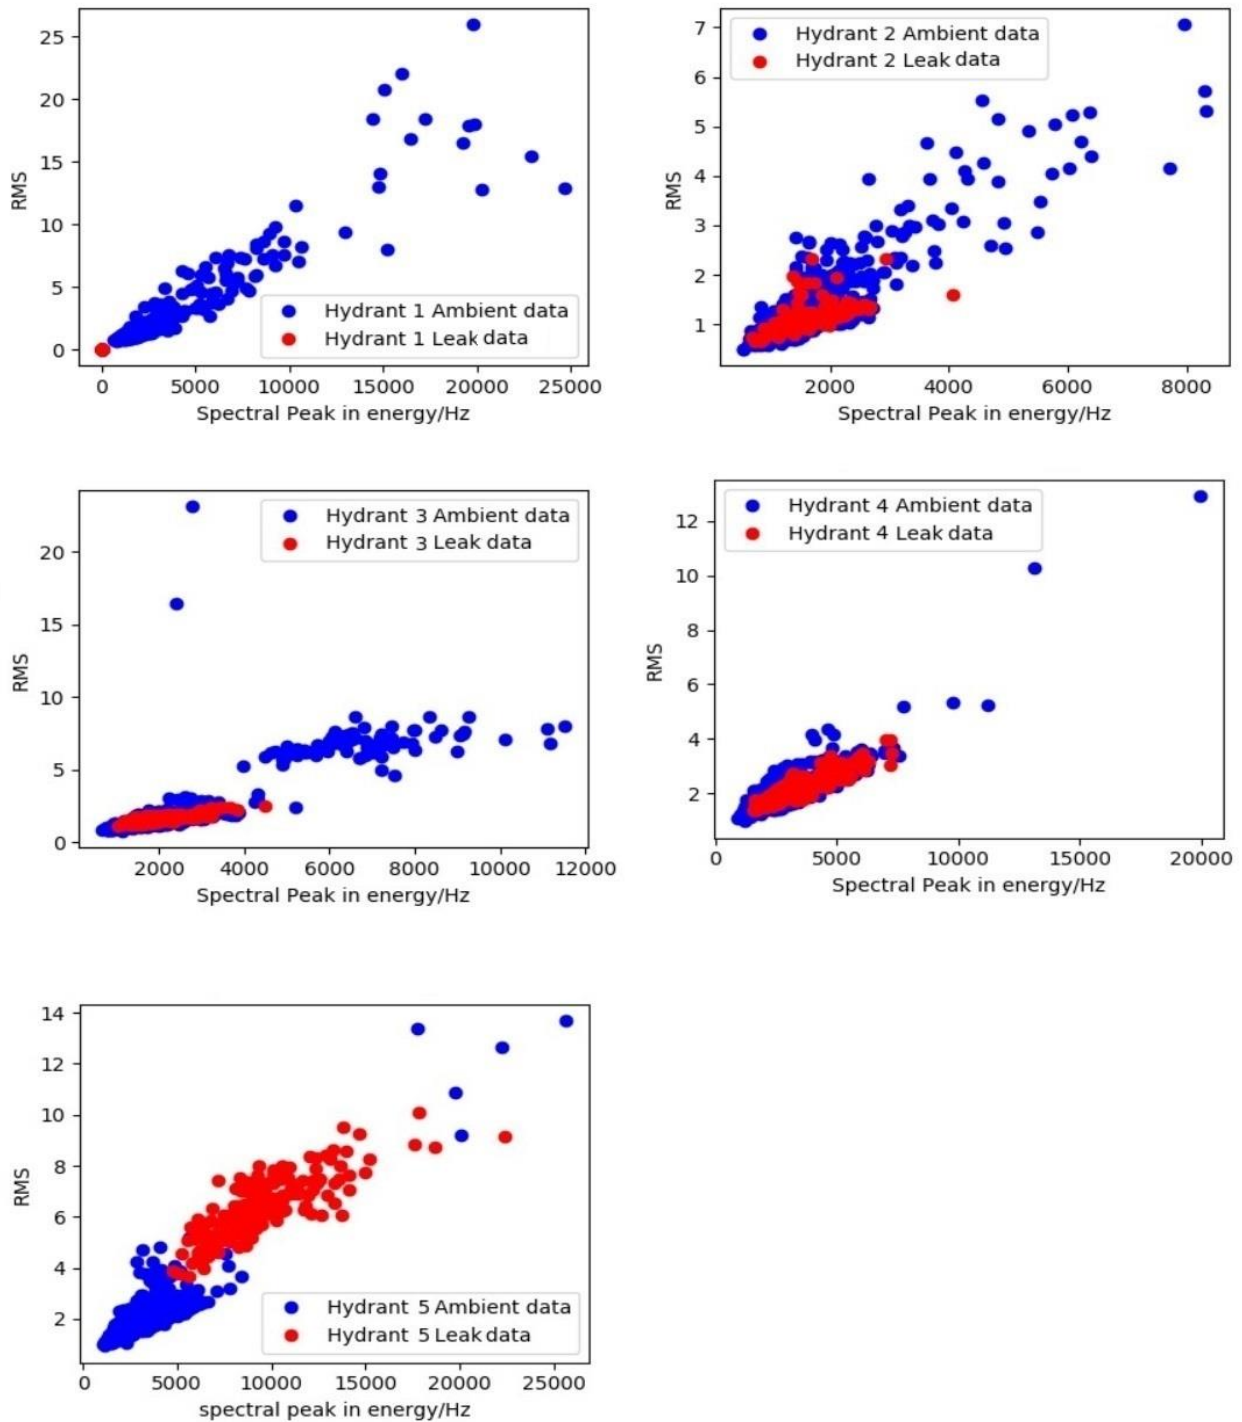 25
20
15
10
5
0
RMS
Hydrant 1 Ambient data
Hydrant 1 Leak data
0 5000 10000 15000 20000 25000
Spectral Peak in energy/Hz
7
6
5
4
3
2
1
RMS
Hydrant 2 Ambient data
Hydrant 2 Leak data
2000 4000 6000 8000
Spectral Peak in energy/Hz
20
15
10
5
0
RMS
Hydrant 3 Ambient data
Hydrant 3 Leak data
2000 4000 6000 8000 10000 12000
Spectral Peak in energy/Hz
12
10
8
6
4
2
RMS
Hydrant 4 Ambient data
Hydrant 4 Leak data
0 5000 10000 15000 20000
Spectral Peak in energy/Hz
14
12
10
8
6
4
2
RMS
Hydrant 5 Ambient data
Hydrant 5 Leak data
0 5000 10000 15000 20000 25000
spectral peak in energy/Hz